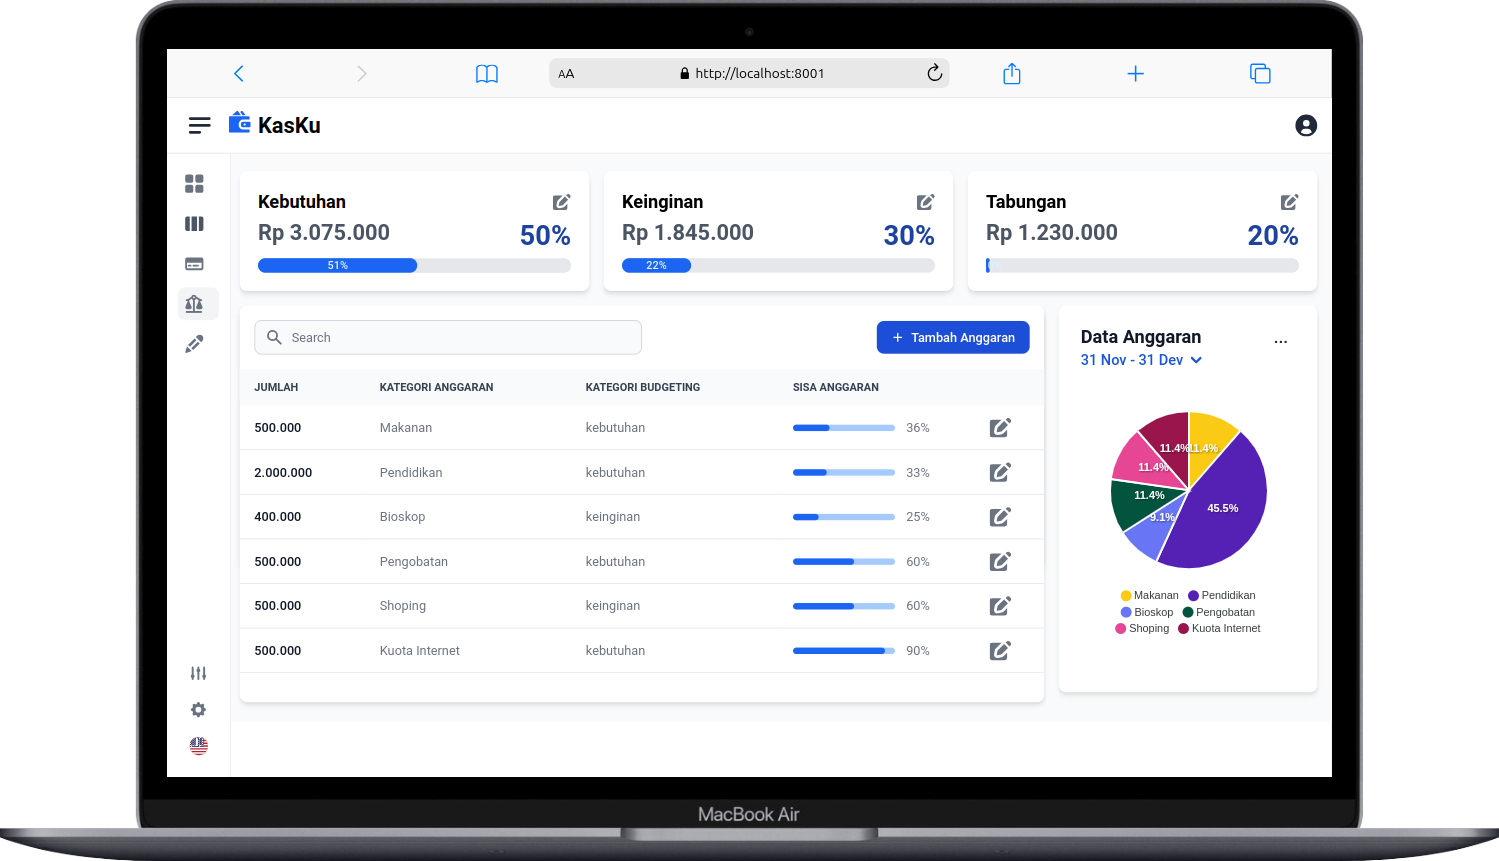 AA http://localhost:8001
KasKu
Kebutuhan
Rp 3.075.000
50%
51%
Keinginan
Rp 1.845.000
30%
22%
Tabungan
Rp 1.230.000
20%
Search
+ Tambah Anggaran
JUMLAH KATEGORI ANGGARAN KATEGORI BUDGETING SISA ANGGARAN
500.000 Makanan kebutuhan 36%
2.000.000 Pendidikan kebutuhan 33%
400.000 Bioskop keinginan 25%
500.000 Pengobatan kebutuhan 60%
500.000 Shoping keinginan 60%
500.000 Kuota Internet kebutuhan 90%
Data Anggaran ...
31 Nov - 31 Dev
11.4% 11.4%
11.4%
11.4%
45.5%
9.1%
Makanan Pendidikan
Bioskop Pengobatan
Shoping Kuota Internet
MacBook Air